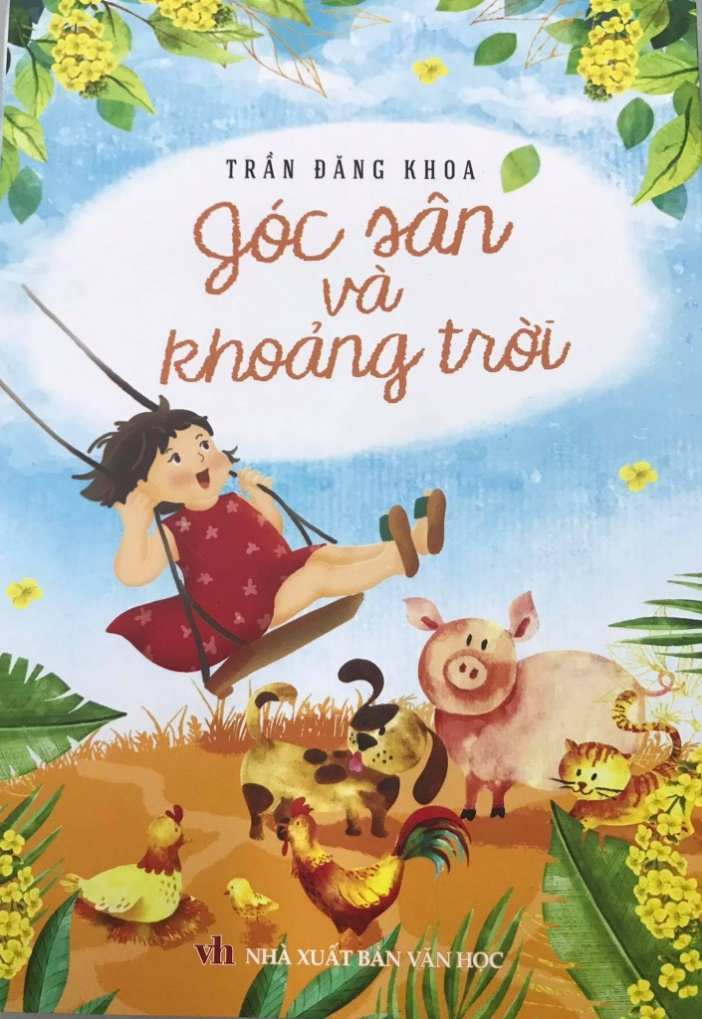 TRẦN ĐĂNG KHOA
Góc sân
và
khoảng trời
vh NHÀ XUẤT BẢN VĂN HỌC